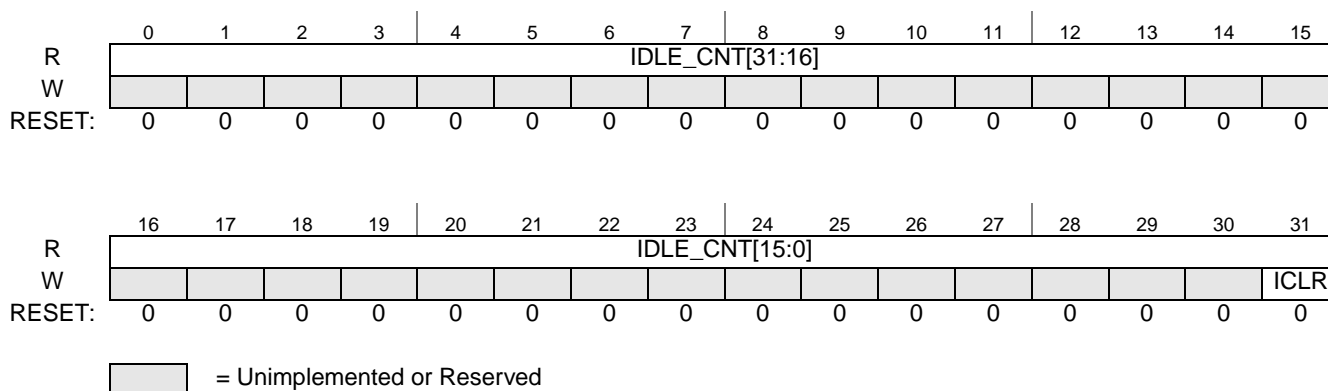 0 1 2 3 4 5 6 7 8 9 10 11 12 13 14 15
R IDLE_CNT[31:16]
W
RESET: 0 0 0 0 0 0 0 0 0 0 0 0 0 0 0 0
16 17 18 19 20 21 22 23 24 25 26 27 28 29 30 31
R IDLE_CNT[15:0]
W ICLR
RESET: 0 0 0 0 0 0 0 0 0 0 0 0 0 0 0 0
= Unimplemented or Reserved